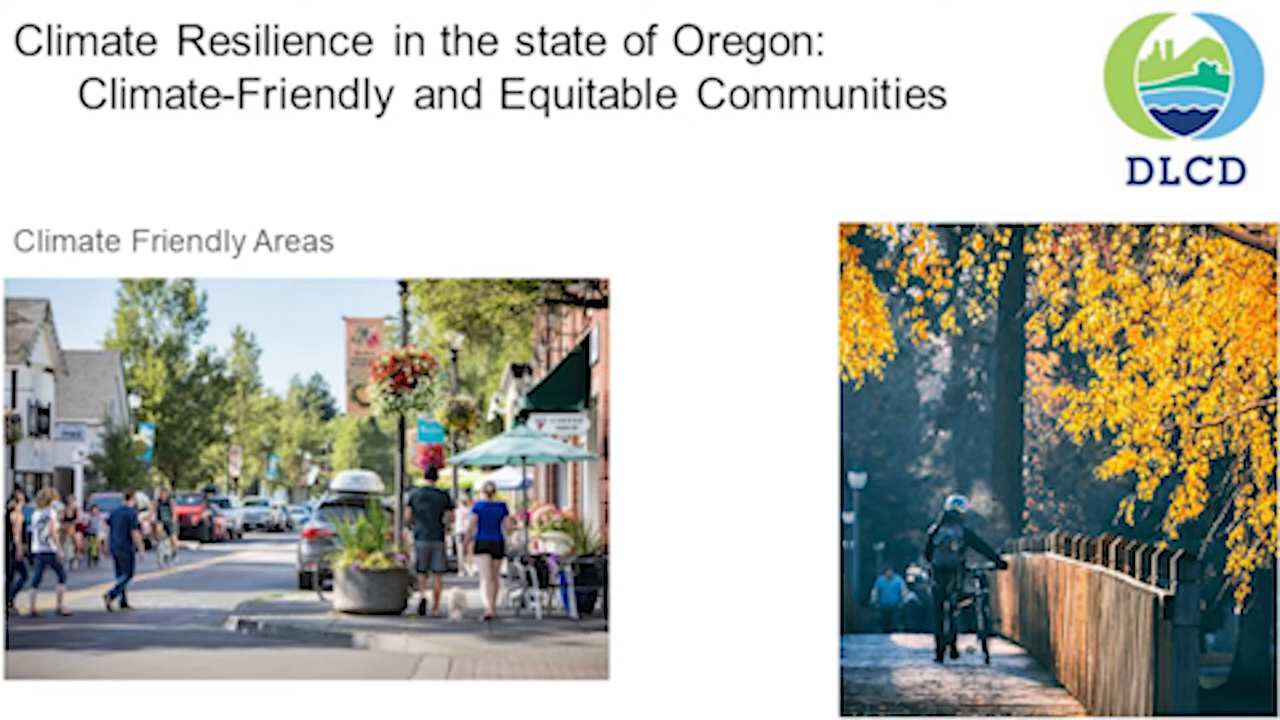 Climate Resilience in the state of Oregon:
Climate-Friendly and Equitable Communities
DLCD
Climate Friendly Areas